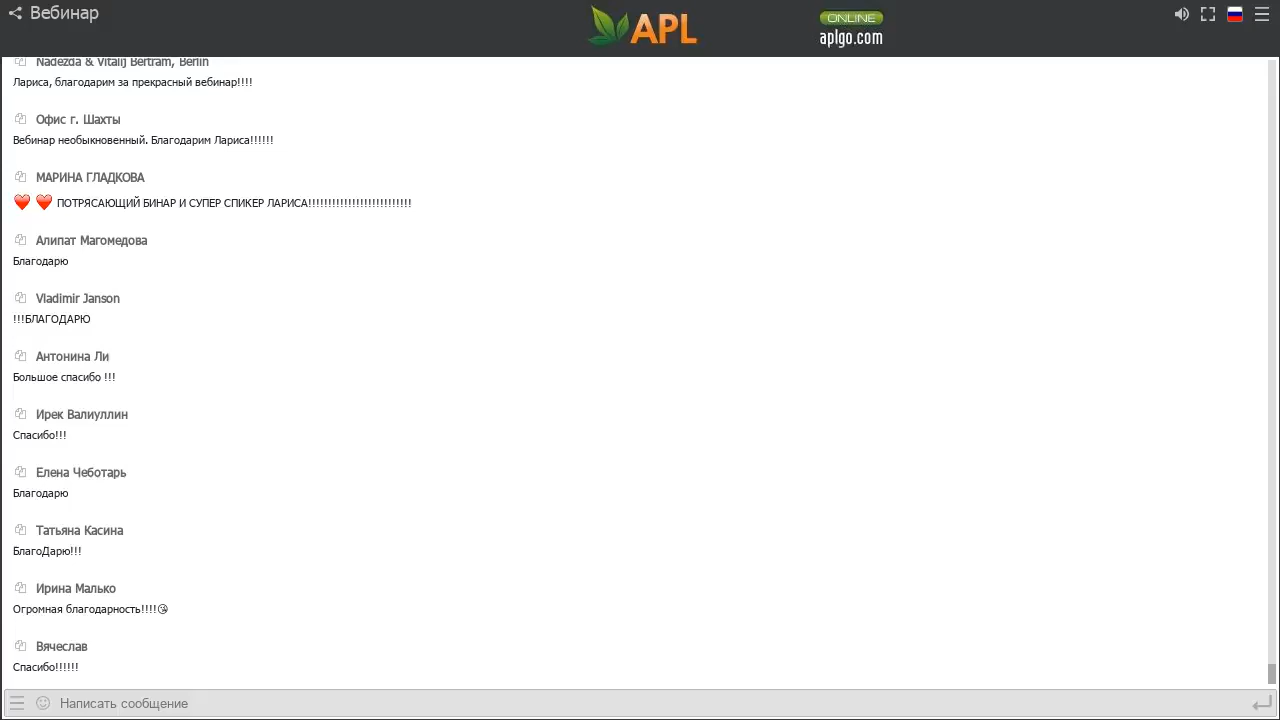 Вебинар
APL
ONLINE
aplgo.com
Nadezda & Vitalij Bertram, Berlin
Лариса, благодарим за прекрасный вебинар!!!!
Офис г. Шахты
Вебинар необыкновенный. Благодарим Лариса!!!!!!
МАРИНА ГЛАДКОВА
ПОТРЯСАЮЩИЙ БИНАР И СУПЕР СПИКЕР ЛАРИСА!!!!!!!!!!!!!!!!!!!!!!!!!!
Алипат Магомедова
Благодарю
Vladimir Janson
!!!БЛАГОДАРЮ
Антонина Ли
Большое спасибо !!!
Ирек Валиуллин
Спасибо!!!
Елена Чеботарь
Благодарю
Татьяна Касина
БлагоДарю!!!
Ирина Малько
Огромная благодарность!!!!😘
Вячеслав
Спасибо!!!!!!
Написать сообщение